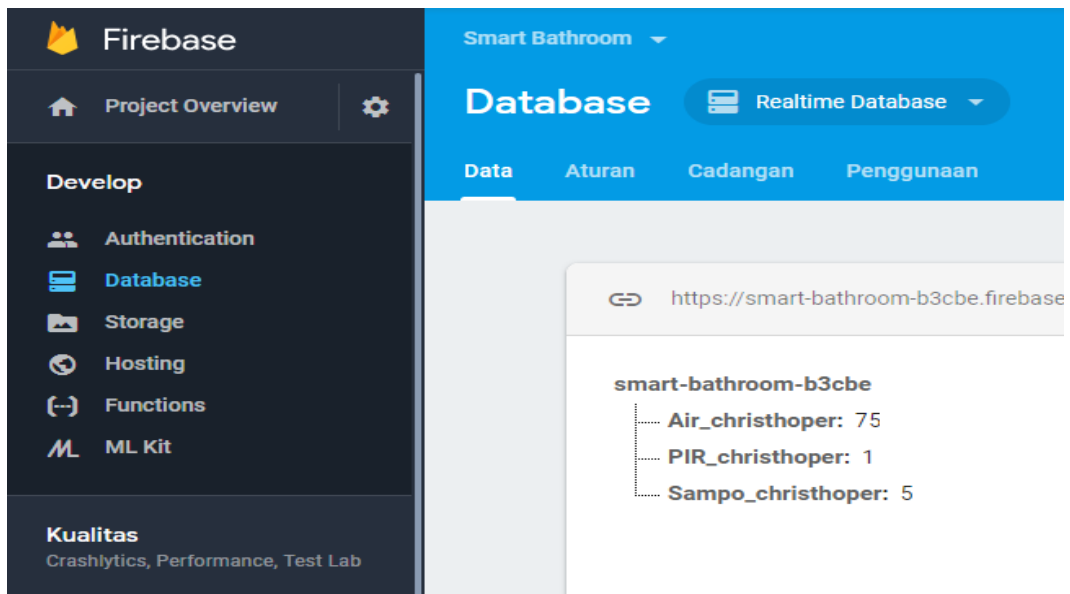 Firebase
Project Overview
Develop
Authentication
Database
Storage
Hosting
Functions
ML Kit
Kualitas
Crashlytics, Performance, Test Lab
Smart Bathroom
Database
Realtime Database
Data Aturan Cadangan Penggunaan
https://smart-bathroom-b3cbe.firebase
smart-bathroom-b3cbe
Air_christhoper: 75
PIR_christhoper: 1
Sampo_christhoper: 5